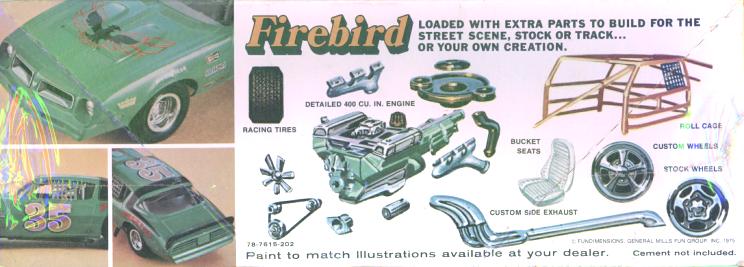 Firebird
LOADED WITH EXTRA PARTS TO BUILD FOR THE
STREET SCENE, STOCK OR TRACK...
OR YOUR OWN CREATION.
DETAILED 400 CU. IN. ENGINE
RACING TIRES
ROLL CAGE
BUCKET
SEATS
CUSTOM WHEELS
STOCK WHEELS
CUSTOM SIDE EXHAUST
35
35
78-7615-202
© FUNDIMENSIONS, GENERAL MILLS FUN GROUP, INC. 1975
Paint to match Illustrations available at your dealer.
Cement not included.